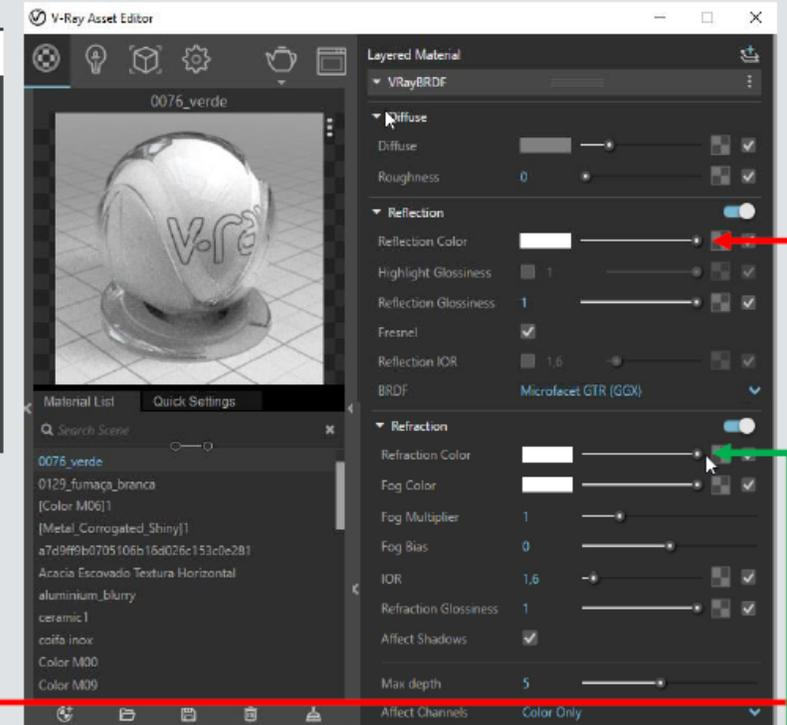 V-Ray Asset Editor
0076_verde
v-ra
Material List Quick Settings
Search Scene
0076_verde
0129_fumaça_branca
[Color M06]1
[Metal_Corrogated_Shiny]1
a7d9ff9b0705106b16d026c153c0e281
Acacia Escovado Textura Horizontal
aluminium_blurry
ceramic1
coifa inox
Color M00
Color M09
Layered Material
VRayBRDF
Diffuse
Diffuse
Roughness 0
Reflection
Reflection Color
Highlight Glossiness 1
Reflection Glossiness 1
Fresnel
Reflection IOR 1,6
BRDF Microfacet GTR (GGX)
Refraction
Refraction Color
Fog Color
Fog Multiplier 1
Fog Bias 0
IOR 1,6
Refraction Glossiness 1
Affect Shadows
Max depth 5
Affect Channels Color Only